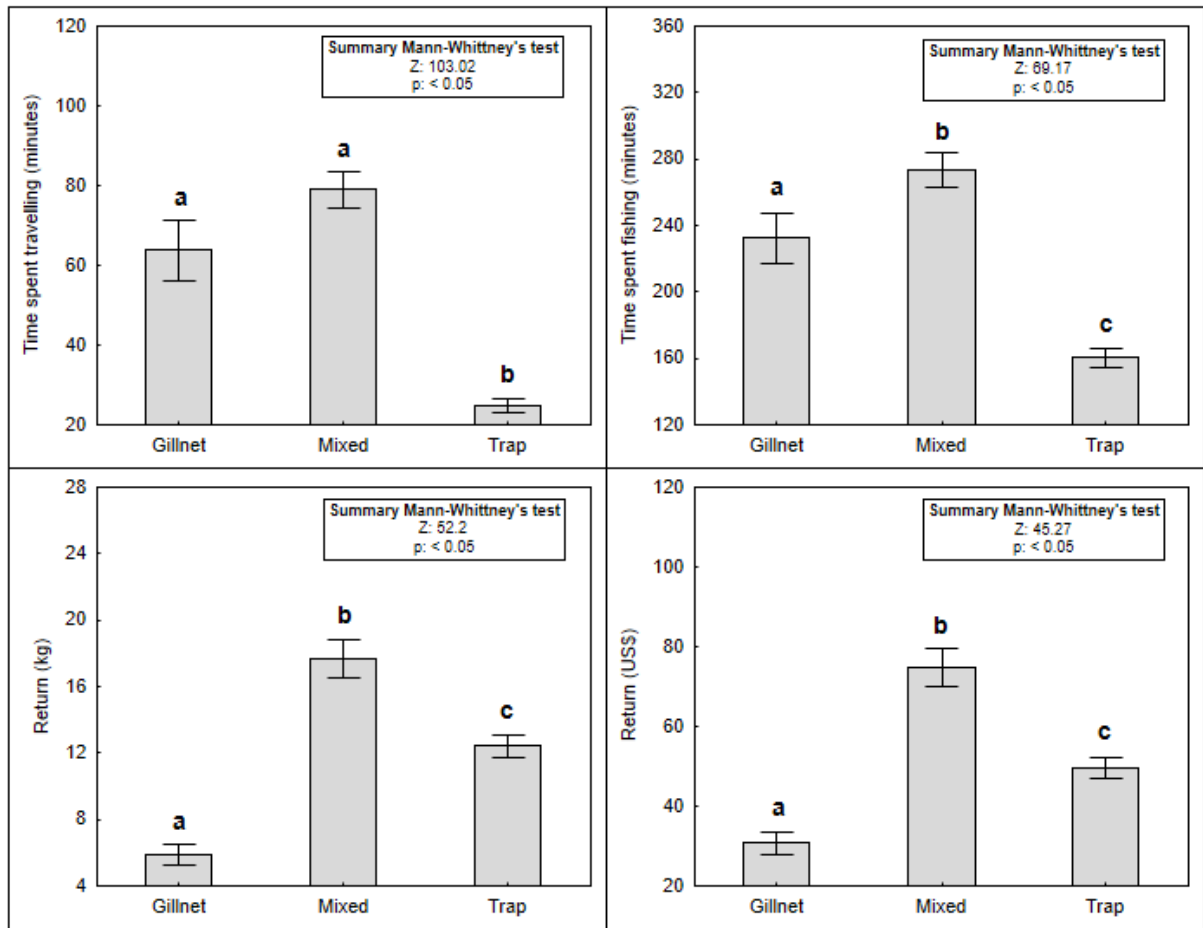 120
100
80
60
40
20
Time spent travelling (minutes)
Summary Mann-Whittney's test
Z: 103.02
p: < 0.05
a
a
b
Gillnet Mixed Trap
360
320
280
240
200
160
120
Time spent fishing (minutes)
Summary Mann-Whittney's test
Z: 69.17
p: < 0.05
a
b
c
Gillnet Mixed Trap
28
24
20
16
12
8
4
Return (kg)
Summary Mann-Whittney's test
Z: 52.2
p: < 0.05
a
b
c
Gillnet Mixed Trap
120
100
80
60
40
20
Return (US$)
Summary Mann-Whittney's test
Z: 45.27
p: < 0.05
a
b
c
Gillnet Mixed Trap